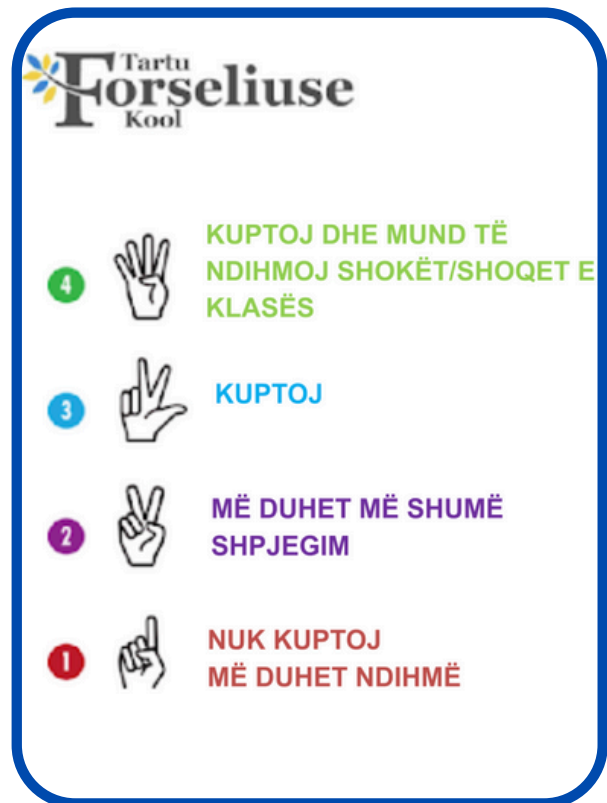 Tartu
Forseliuse
Kool
4
KUPTOJ DHE MUND TË
NDIHMOJ SHOKËT/SHOQET E
KLASËS
3
KUPTOJ
2
MË DUHET MË SHUMË
SHPJEGIM
1
NUK KUPTOJ
MË DUHET NDIHMË